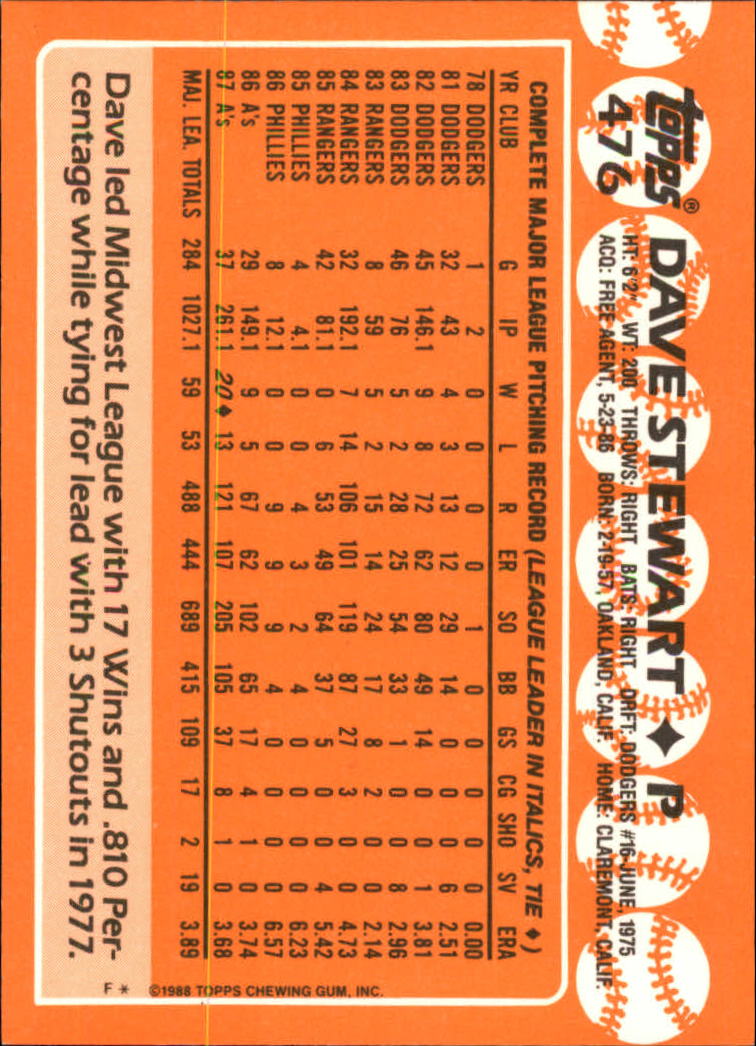 topps®
476
DAVE STEWART ♦ P
HT: 6'2" WT: 200 THROWS: RIGHT BATS: RIGHT DRAFT: DODGERS #16-JUNE, 1975
ACQ: FREE AGENT, 5-23-86 BORN: 2-19-57, OAKLAND, CALIF. HOME: CLAREMONT, CALIF.
COMPLETE MAJOR LEAGUE PITCHING RECORD (LEAGUE LEADER IN ITALICS, TIE ♦)
YR CLUB G IP W L R ER SO BB GS CG SHO SV ERA
78 DODGERS 1 2 0 0 0 0 1 0 0 0 0 0 0.00
81 DODGERS 32 43 4 3 13 12 29 14 0 0 0 6 2.51
82 DODGERS 45 146.1 9 8 72 62 80 49 14 0 0 1 3.81
83 DODGERS 46 76 5 2 28 25 54 33 1 0 0 8 2.96
83 RANGERS 8 59 5 2 15 14 24 17 8 2 0 0 2.14
84 RANGERS 32 192.1 7 14 106 101 119 87 27 3 0 0 4.73
85 RANGERS 42 81.1 0 6 53 49 64 37 5 0 0 4 5.42
85 PHILLIES 4 4.1 0 0 4 3 2 4 0 0 0 0 6.23
86 PHILLIES 8 12.1 0 0 9 9 9 4 0 0 0 0 6.57
86 A's 29 149.1 9 5 67 62 102 65 17 4 1 0 3.74
87 A's 37 261.1 20♦ 13 121 107 205 105 37 8 1 0 3.68
MAJ. LEA. TOTALS 284 1027.1 59 53 488 444 689 415 109 17 2 19 3.89
Dave led Midwest League with 17 Wins and .810 Per-
centage while tying for lead with 3 Shutouts in 1977.
©1988 TOPPS CHEWING GUM, INC.
F *